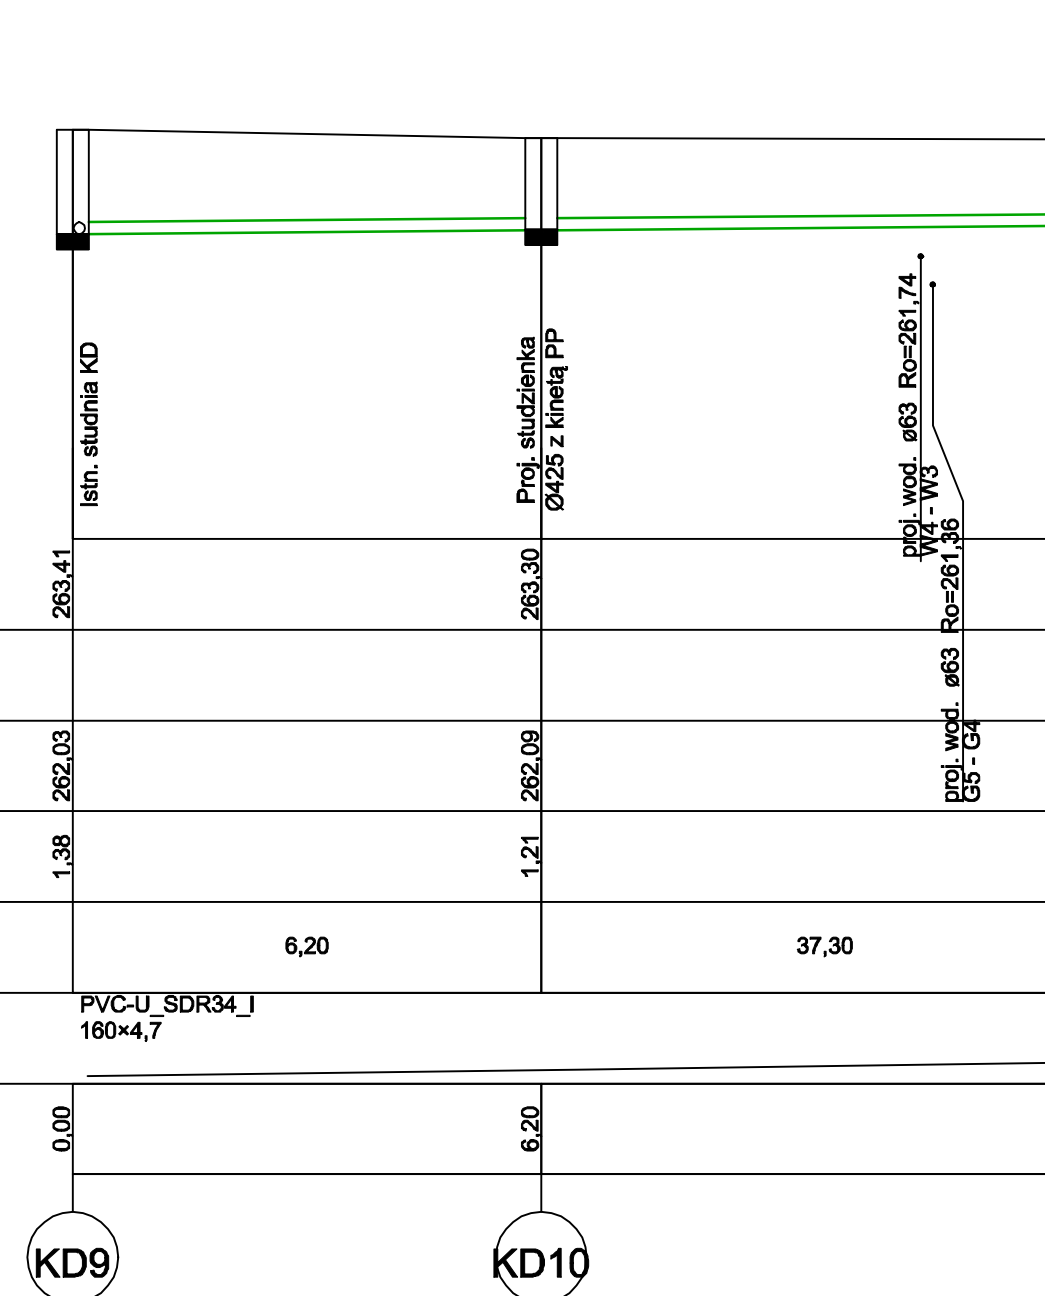 Istn. studnia KD
Proj. studzienka
Ø425 z kinetą PP
proj. wod. ø63 Ro=261,74
W4 - W3
proj. wod. ø63 Ro=261,36
G5 - G4
263,41
263,30
262,03
262,09
1,38
1,21
6,20
37,30
PVC-U_SDR34_I
160×4,7
0,00
6,20
KD9
KD10